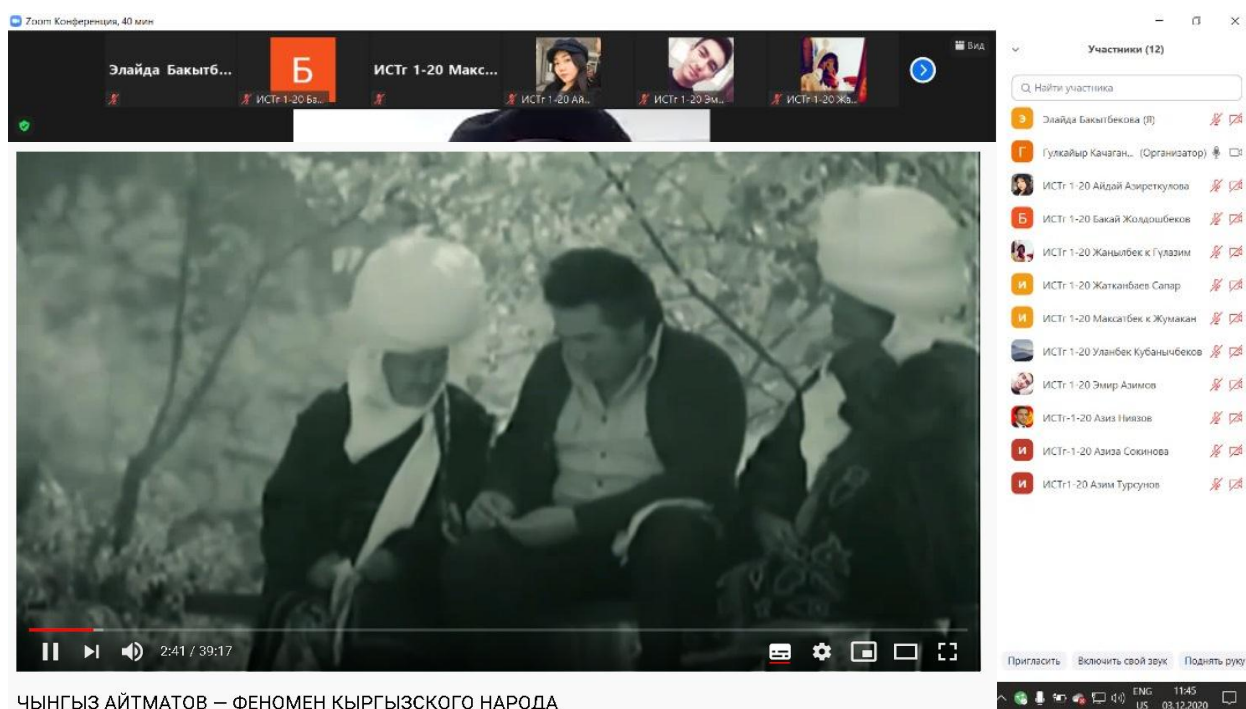 Zoom Конференция, 40 мин
Элайда Бакытб...
Б
ИСТг 1-20 Ба...
ИСТг 1-20 Макс...
ИСТг 1-20 Ай...
ИСТг 1-20 Эм...
ИСТг 1-20 Жа...
Вид
2:41 / 39:17
ЧЫНГЫЗ АЙТМАТОВ — ФЕНОМЕН КЫРГЫЗСКОГО НАРОДА
Участники (12)
Найти участника
Э Элайда Бакытбекова (Я)
Г Гулкайыр Качаган... (Организатор)
ИСТг 1-20 Айдай Азиреткулова
Б ИСТг 1-20 Бакай Жолдошбеков
ИСТг 1-20 Жаңылбек к Гулазим
И ИСТг 1-20 Жатканбаев Сапар
И ИСТг 1-20 Максатбек к Жумакан
ИСТг 1-20 Уланбек Кубанычбеков
ИСТг 1-20 Эмир Азимов
ИСТг-1-20 Азиз Ниязов
И ИСТг-1-20 Азиза Сокинова
И ИСТг1-20 Азим Турсунов
Пригласить Включить свой звук Поднять руку
ENG 11:45
US 03.12.2020